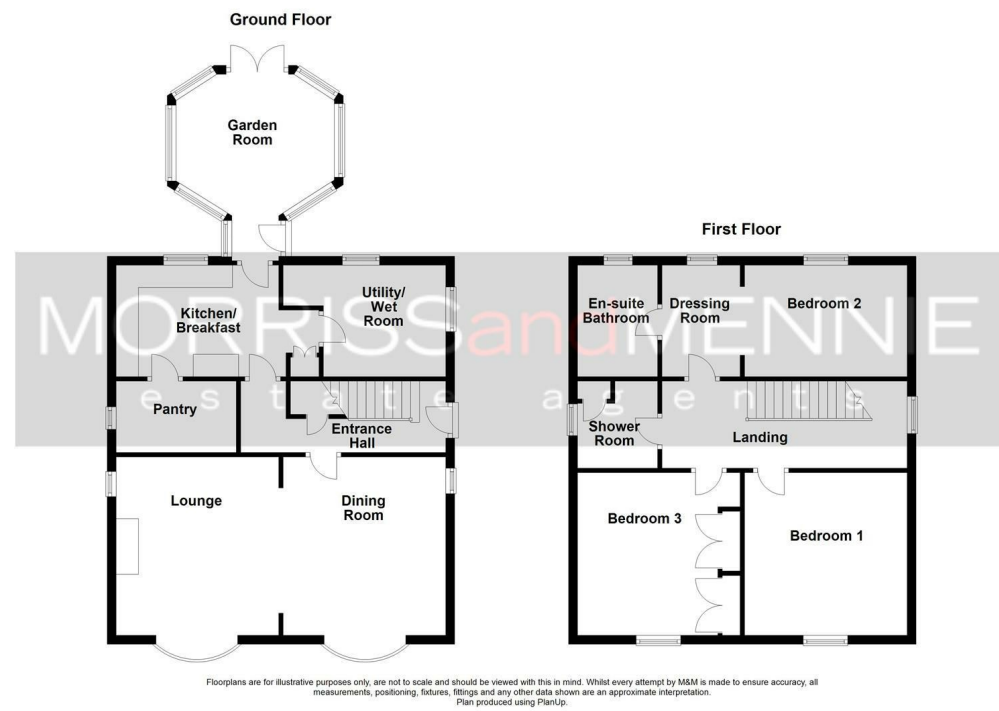 Ground Floor
Garden
Room
Kitchen/
Breakfast
Utility/
Wet
Room
Pantry
Entrance
Hall
Lounge
Dining
Room
First Floor
En-suite
Bathroom
Dressing
Room
Bedroom 2
Shower
Room
Landing
Bedroom 3
Bedroom 1
MORRISSandMENNIE
estate agents
Floorplans are for illustrative purposes only, are not to scale and should be viewed with this in mind. Whilst every attempt by M&M is made to ensure accuracy, all
measurements, positioning, fixtures, fittings and any other data shown are an approximate interpretation.
Plan produced using PlanUp.